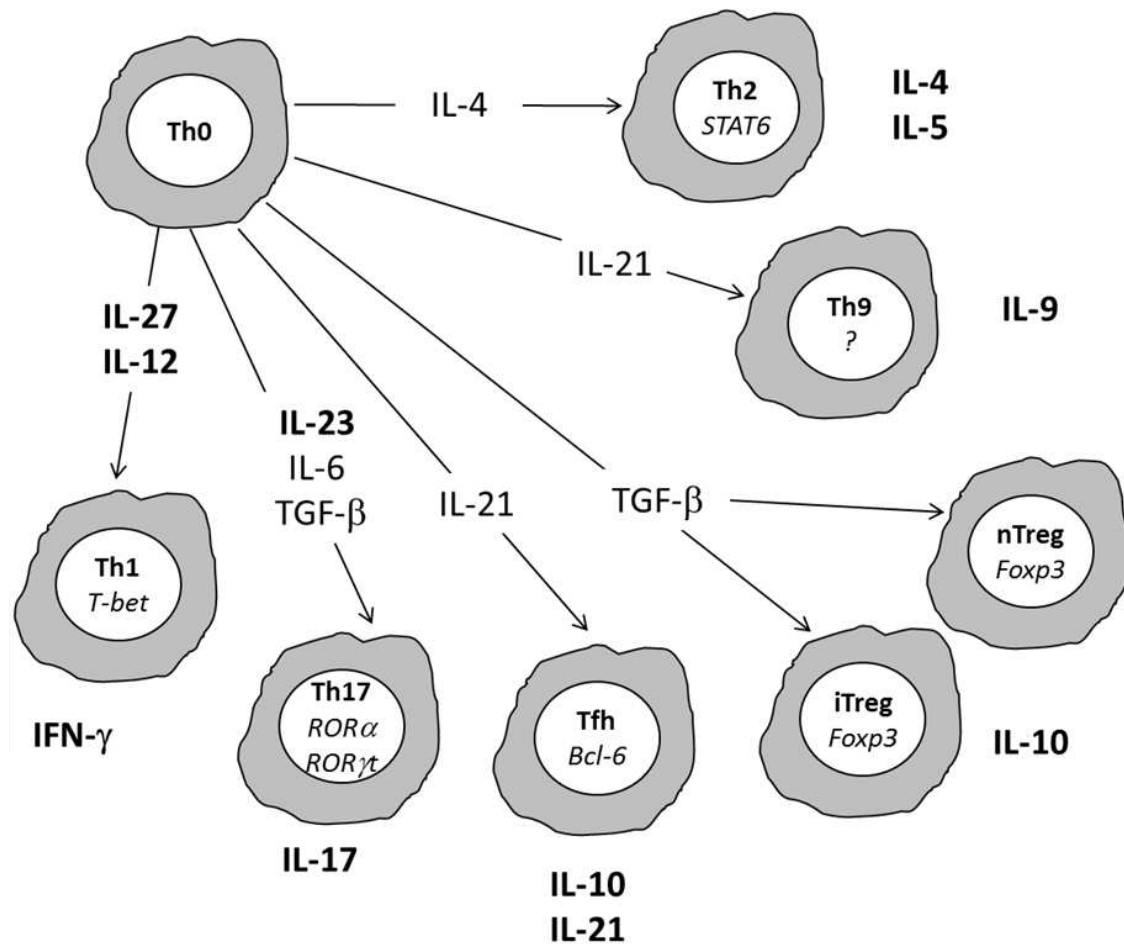 Th0
IL-4
Th2
STAT6
IL-4
IL-5
IL-21
Th9
?
IL-9
IL-27
IL-12
IL-23
IL-6
TGF-β
IL-21
TGF-β
nTreg
Foxp3
Th1
T-bet
IFN-γ
Th17
RORα
RORγt
IL-17
Tfh
Bcl-6
IL-10
IL-21
iTreg
Foxp3
IL-10